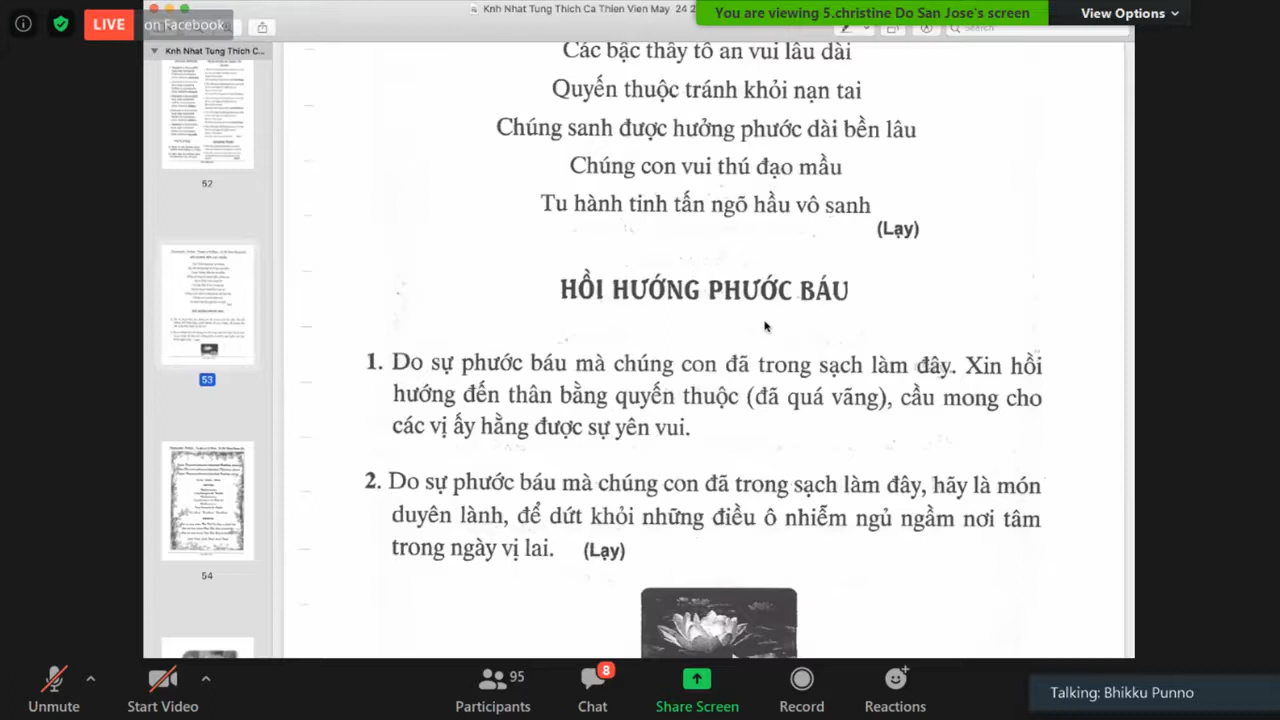 LIVE on Facebook
Knh Nhat Tung Thich Ca Thien Vien May 24 2
You are viewing 5.christine Do San Jose's screen
View Options
Search
Knh Nhat Tung Thich C...
52
53
54
Các bậc thầy tổ an vui lâu dài
Quyến thuộc tránh khỏi nạn tai
Chúng sanh được hưởng phước dài bền lâu
Chúng con vui thú đạo mầu
Tu hành tinh tấn ngõ hầu vô sanh
(Lạy)
HỒI HƯỚNG PHƯỚC BÁU
1. Do sự phước báu mà chúng con đã trong sạch làm đây. Xin hồi
hướng đến thân bằng quyến thuộc (đã quá vãng), cầu mong cho
các vị ấy hằng được sự yên vui.
2. Do sự phước báu mà chúng con đã trong sạch làm đây, hãy là món
duyên lành, để dứt khỏi những điều ô nhiễm ngủ ngầm nơi tâm
trong ngày vị lai. (Lạy)
Unmute
Start Video
95
Participants
8
Chat
Share Screen
Record
Reactions
Talking: Bhikku Punno